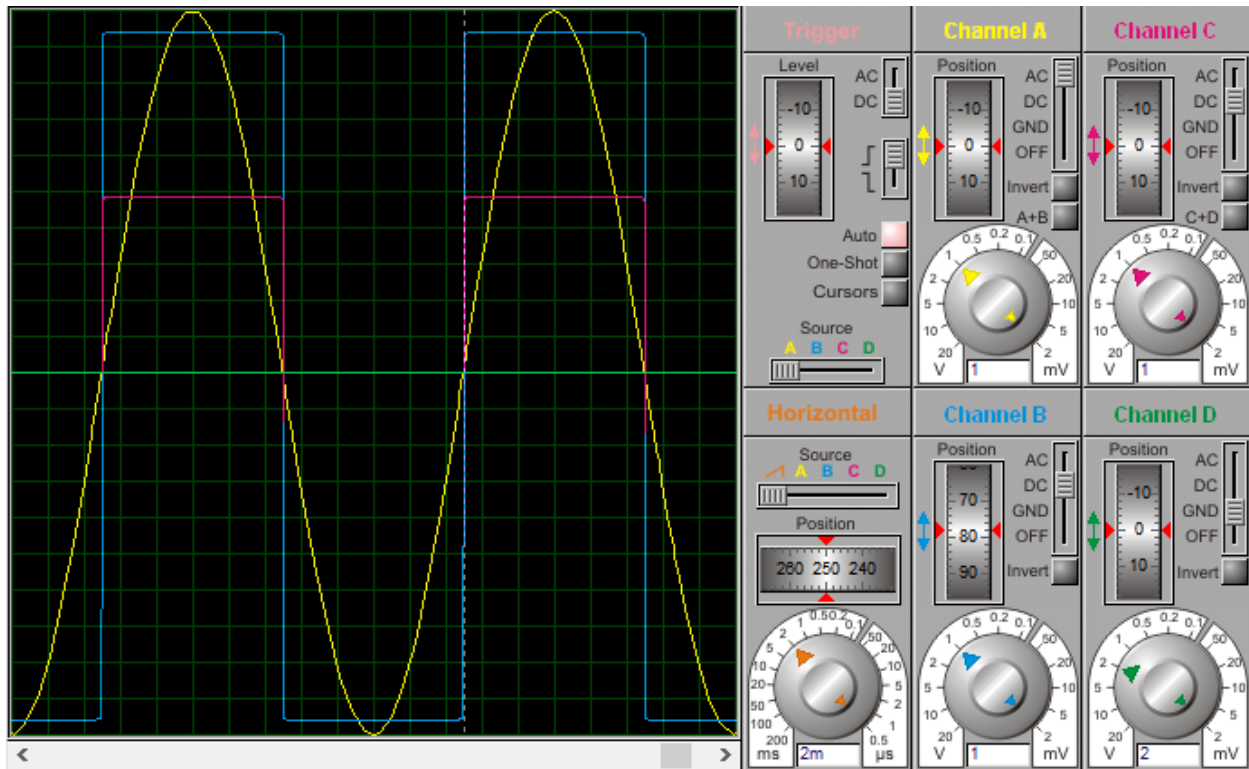 Trigger
Level
AC
DC
-10
0
10
Auto
One-Shot
Cursors
Source
A B C D
Channel A
Position
AC
DC
GND
OFF
-10
0
10
Invert
A+B
20 10 5 2 1 0.5 0.2 0.1 50 20 10 5 2
V 1 mV
Channel C
Position
AC
DC
GND
OFF
-10
0
10
Invert
C+D
20 10 5 2 1 0.5 0.2 0.1 50 20 10 5 2
V 1 mV
Horizontal
Source
A B C D
Position
260 250 240
200 100 50 20 10 5 2 1 0.5 0.2 0.1 50 20 10 5 2 1 0.5
ms 2m µs
Channel B
Position
AC
DC
GND
OFF
70
80
90
Invert
20 10 5 2 1 0.5 0.2 0.1 50 20 10 5 2
V 1 mV
Channel D
Position
AC
DC
GND
OFF
-10
0
10
Invert
20 10 5 2 1 0.5 0.2 0.1 50 20 10 5 2
V 2 mV